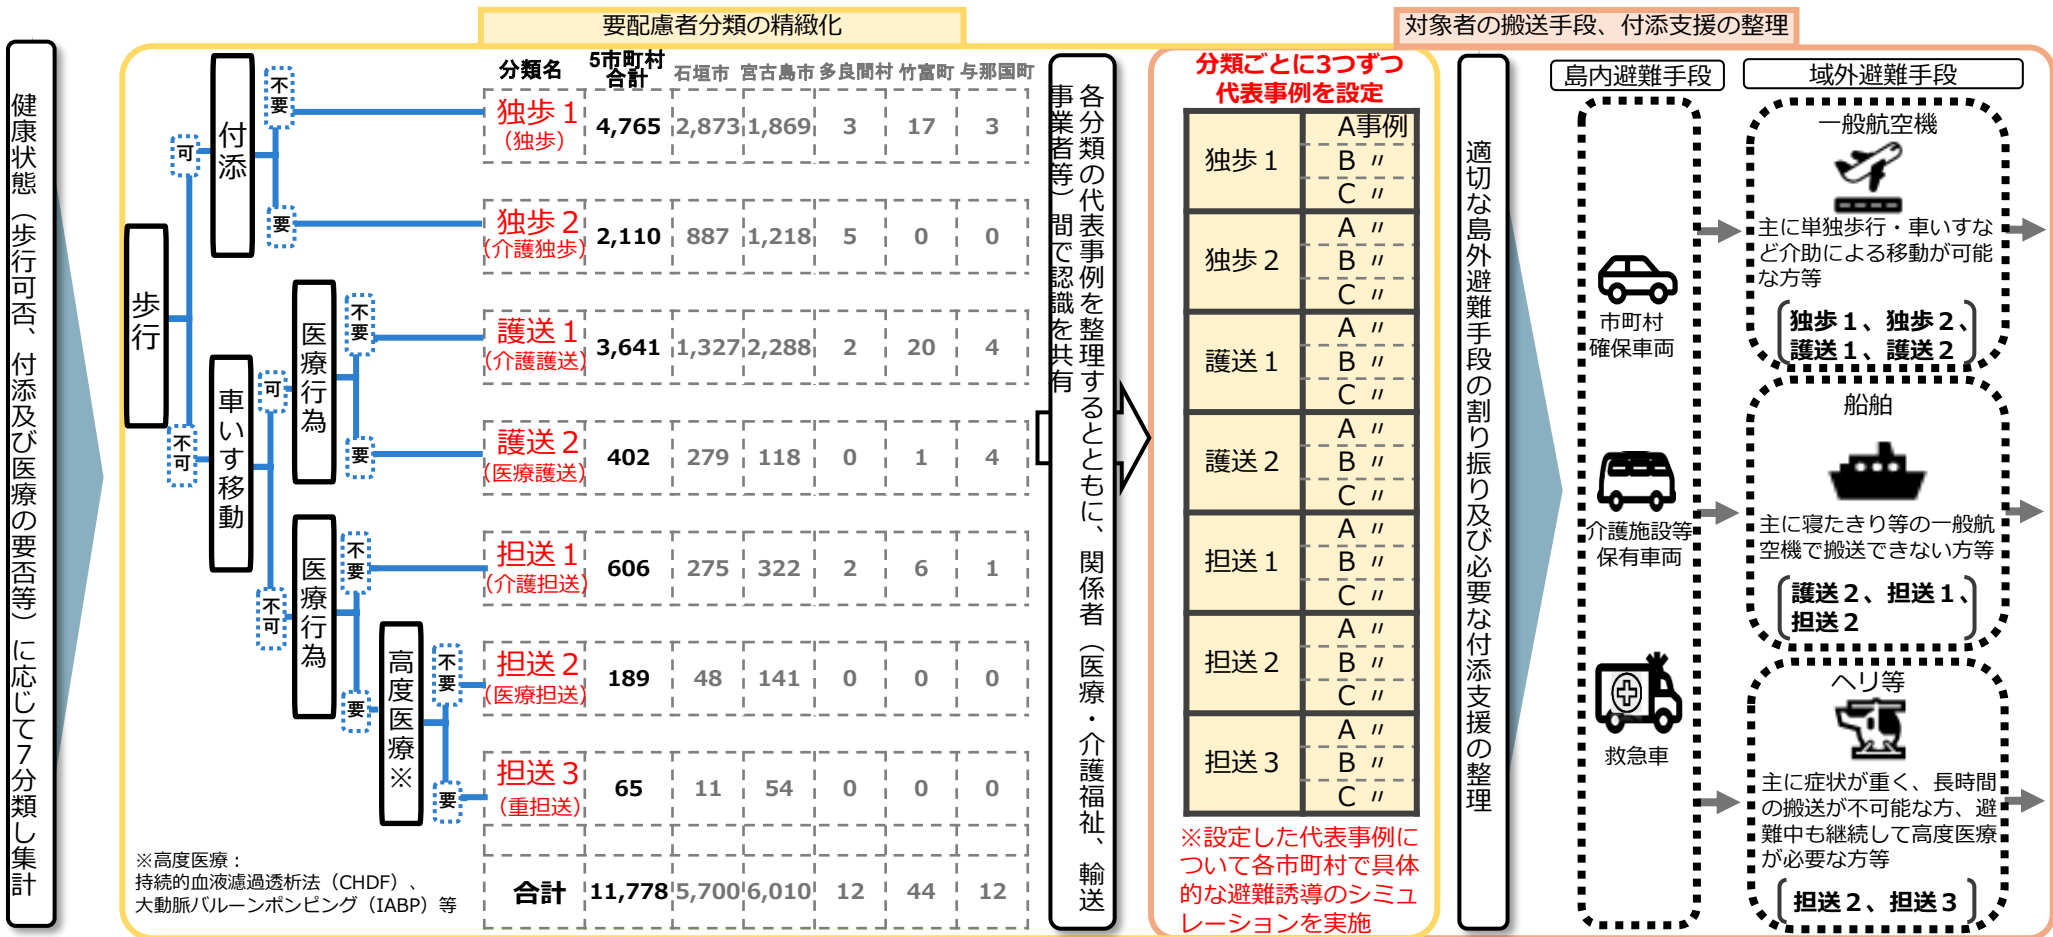 要配慮者分類の精緻化
対象者の搬送手段、付添支援の整理
健康状態（歩行可否、付添及び医療の要否等）に応じて７分類し集計
歩行
可
不可
付添
不要
要
車いす移動
可
不可
医療行為
不要
要
医療行為
不要
要
高度医療※
不要
要
※高度医療：
持続的血液濾過透析法（CHDF）、
大動脈バルーンポンピング（IABP）等
分類名 5市町村合計 石垣市 宮古島市 多良間村 竹富町 与那国町
独歩１（独歩） 4,765 2,873 1,869 3 17 3
独歩２（介護独歩） 2,110 887 1,218 5 0 0
護送１（介護護送） 3,641 1,327 2,288 2 20 4
護送２（医療護送） 402 279 118 0 1 4
担送１（介護担送） 606 275 322 2 6 1
担送２（医療担送） 189 48 141 0 0 0
担送３（重担送） 65 11 54 0 0 0
合計 11,778 5,700 6,010 12 44 12
各分類の代表事例を整理するとともに、関係者（医療・介護福祉、輸送
事業者等）間で認識を共有
分類ごとに3つずつ
代表事例を設定
独歩１
A事例
B 〃
C 〃
独歩２
A 〃
B 〃
C 〃
護送１
A 〃
B 〃
C 〃
護送２
A 〃
B 〃
C 〃
担送１
A 〃
B 〃
C 〃
担送２
A 〃
B 〃
C 〃
担送３
A 〃
B 〃
C 〃
※設定した代表事例に
ついて各市町村で具体
的な避難誘導のシミュ
レーションを実施
適切な島外避難手段の割り振り及び必要な付添支援の整理
島内避難手段
市町村
確保車両
介護施設等
保有車両
救急車
域外避難手段
一般航空機
主に単独歩行・車いすな
ど介助による移動が可能
な方等
独歩１、独歩２、
護送１、護送２
船舶
主に寝たきり等の一般航
空機で搬送できない方等
護送２、担送１、
担送２
ヘリ等
主に症状が重く、長時間
の搬送が不可能な方、避
難中も継続して高度医療
が必要な方等
担送２、担送３